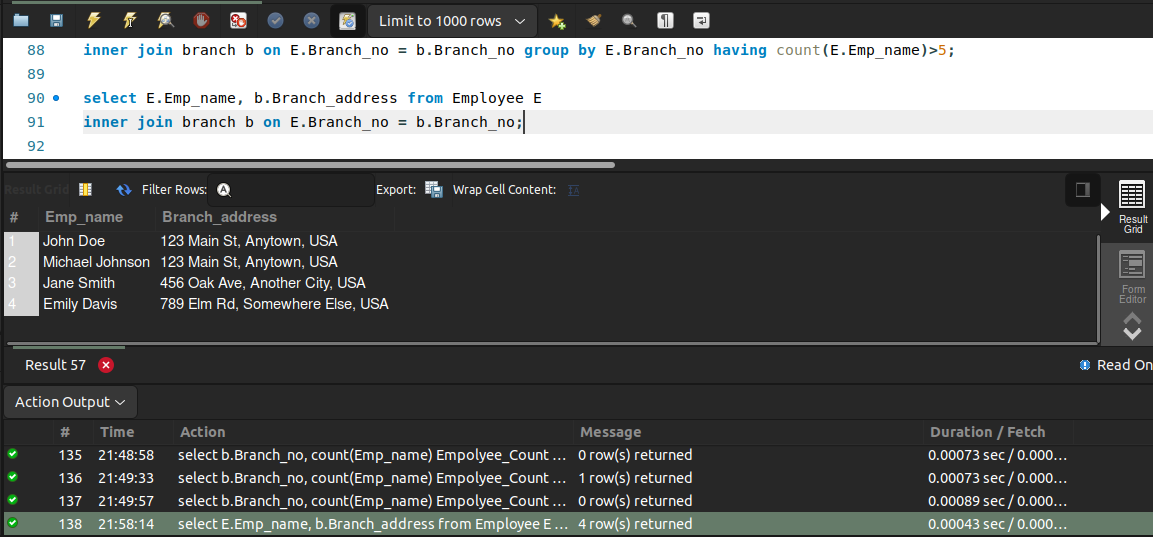 Limit to 1000 rows
88 inner join branch b on E.Branch_no = b.Branch_no group by E.Branch_no having count(E.Emp_name)>5;
89
90 select E.Emp_name, b.Branch_address from Employee E
91 inner join branch b on E.Branch_no = b.Branch_no;
92
Result Grid Filter Rows: Export: Wrap Cell Content:
# Emp_name Branch_address
1 John Doe 123 Main St, Anytown, USA
2 Michael Johnson 123 Main St, Anytown, USA
3 Jane Smith 456 Oak Ave, Another City, USA
4 Emily Davis 789 Elm Rd, Somewhere Else, USA
Result
Grid
Form
Editor
Result 57 Read On
Action Output
# Time Action Message Duration / Fetch
135 21:48:58 select b.Branch_no, count(Emp_name) Empolyee_Count ... 0 row(s) returned 0.00073 sec / 0.000...
136 21:49:33 select b.Branch_no, count(Emp_name) Empolyee_Count ... 1 row(s) returned 0.00073 sec / 0.000...
137 21:49:57 select b.Branch_no, count(Emp_name) Empolyee_Count ... 0 row(s) returned 0.00089 sec / 0.000...
138 21:58:14 select E.Emp_name, b.Branch_address from Employee E ... 4 row(s) returned 0.00043 sec / 0.000...